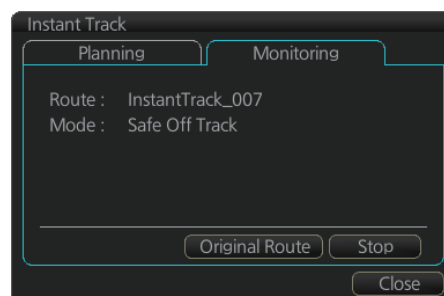 Instant Track
Planning Monitoring
Route : InstantTrack_007
Mode : Safe Off Track
Original Route Stop
Close